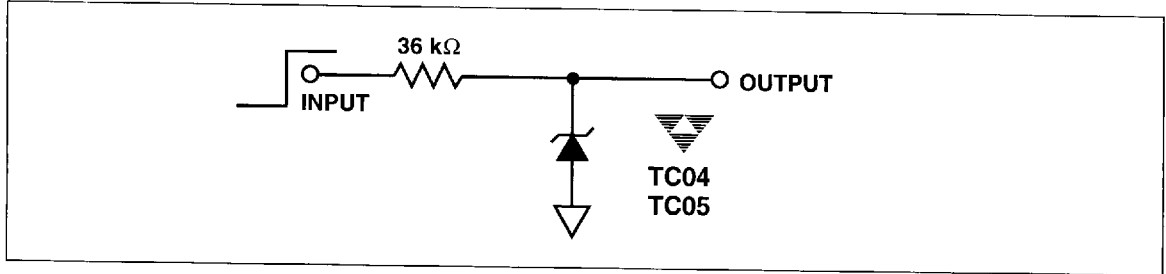 36 kΩ
INPUT
OUTPUT
TC04
TC05